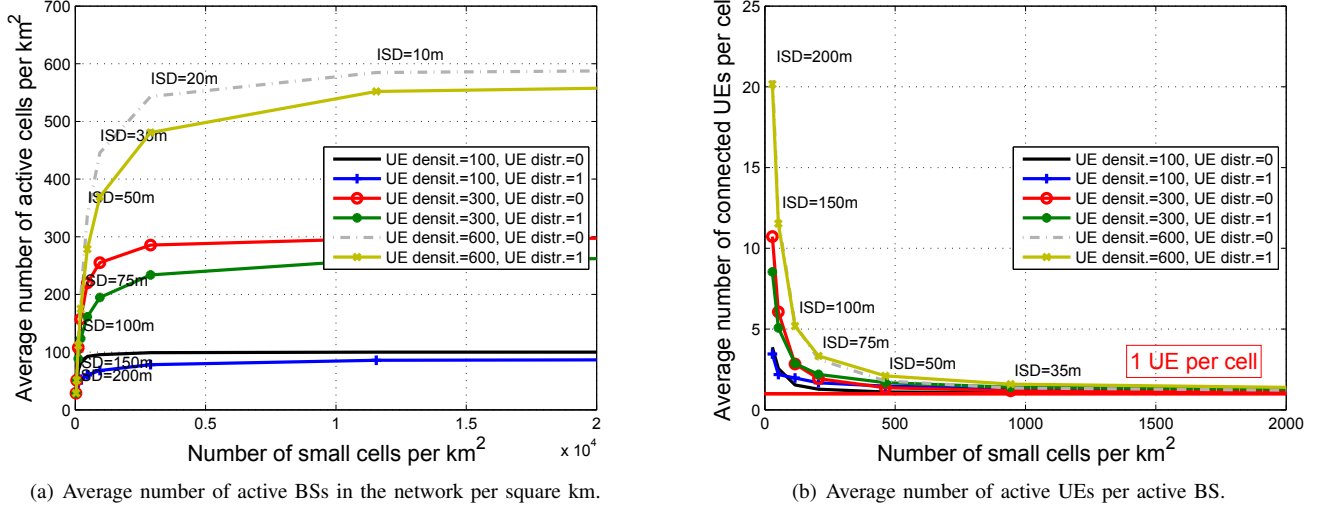 Average number of active cells per km2
700
600
500
400
300
200
100
0
ISD=10m
ISD=20m
ISD=35m
ISD=50m
SD=75m
SD=100m
SD=150m
SD=200m
UE densit.=100, UE distr.=0
UE densit.=100, UE distr.=1
UE densit.=300, UE distr.=0
UE densit.=300, UE distr.=1
UE densit.=600, UE distr.=0
UE densit.=600, UE distr.=1
0 0.5 1 1.5 2
x 10^4
Number of small cells per km2
(a) Average number of active BSs in the network per square km.
Average number of connected UEs per cell
25
20
15
10
5
0
ISD=200m
ISD=150m
ISD=100m
ISD=75m
ISD=50m
ISD=35m
UE densit.=100, UE distr.=0
UE densit.=100, UE distr.=1
UE densit.=300, UE distr.=0
UE densit.=300, UE distr.=1
UE densit.=600, UE distr.=0
UE densit.=600, UE distr.=1
1 UE per cell
0 500 1000 1500 2000
Number of small cells per km2
(b) Average number of active UEs per active BS.